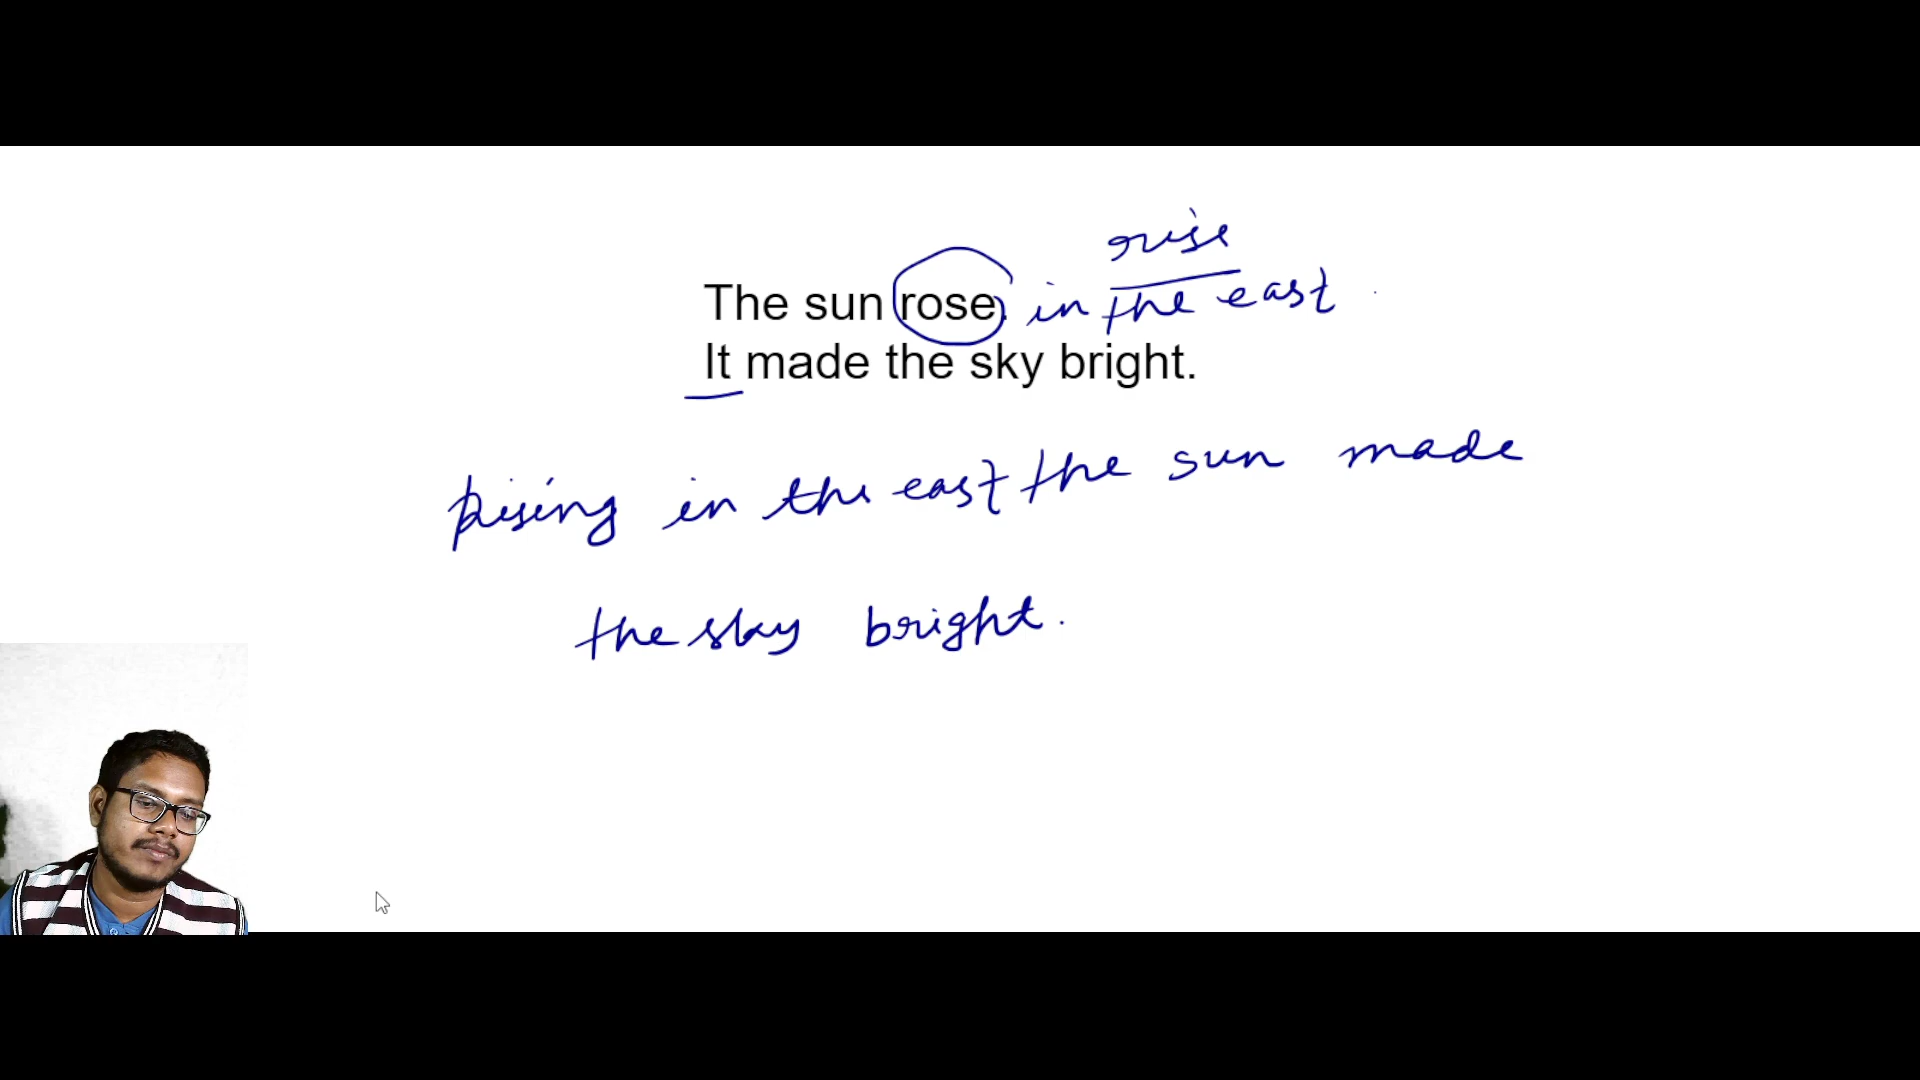 rise
The sun rose. in the east
It made the sky bright.
Rising in the east the sun made
the sky bright.